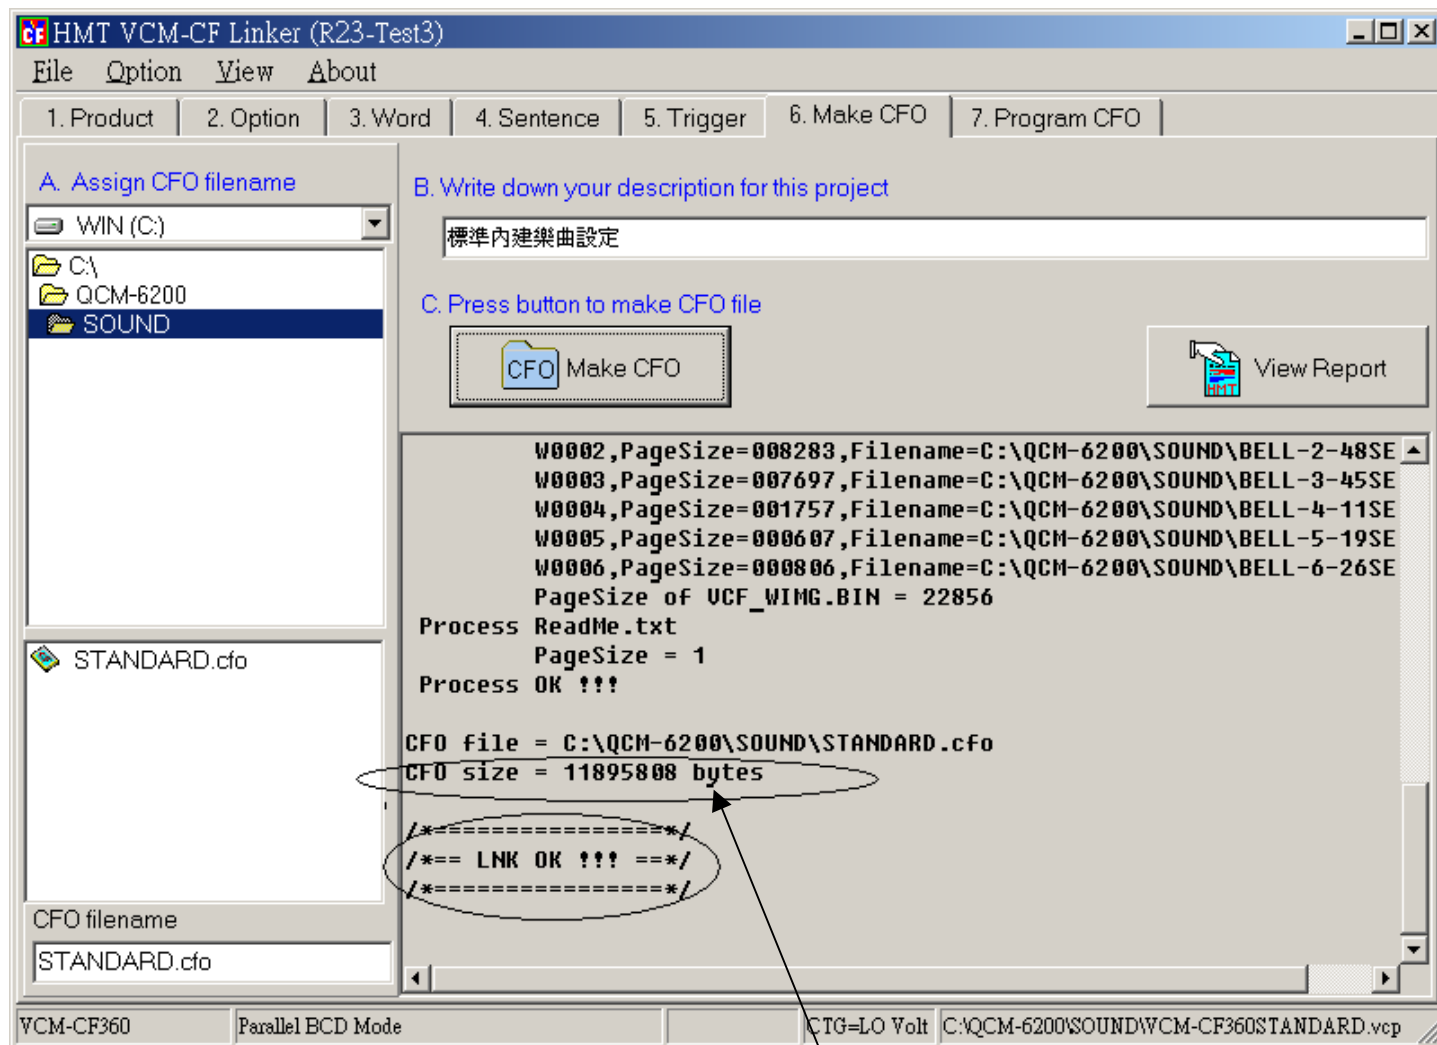 HMT VCM-CF Linker (R23-Test3)
File Option View About
1. Product 2. Option 3. Word 4. Sentence 5. Trigger 6. Make CFO 7. Program CFO
A. Assign CFO filename
WIN (C:)
C:\
QCM-6200
SOUND
STANDARD.cfo
CFO filename
STANDARD.cfo
B. Write down your description for this project
標準內建樂曲設定
C. Press button to make CFO file
CFO Make CFO
HMT View Report
W0002,PageSize=008283,Filename=C:\QCM-6200\SOUND\BELL-2-48SE
W0003,PageSize=007697,Filename=C:\QCM-6200\SOUND\BELL-3-45SE
W0004,PageSize=001757,Filename=C:\QCM-6200\SOUND\BELL-4-11SE
W0005,PageSize=000607,Filename=C:\QCM-6200\SOUND\BELL-5-19SE
W0006,PageSize=000806,Filename=C:\QCM-6200\SOUND\BELL-6-26SE
PageSize of VCF_WIMG.BIN = 22856
Process ReadMe.txt
PageSize = 1
Process OK !!!
CFO file = C:\QCM-6200\SOUND\STANDARD.cfo
CFO size = 11895808 bytes
/*================*/
/*== LNK OK !!! ==*/
/*================*/
VCM-CF360 Parallel BCD Mode CTG=LO Volt C:\QCM-6200\SOUND\VCM-CF360STANDARD.vcp